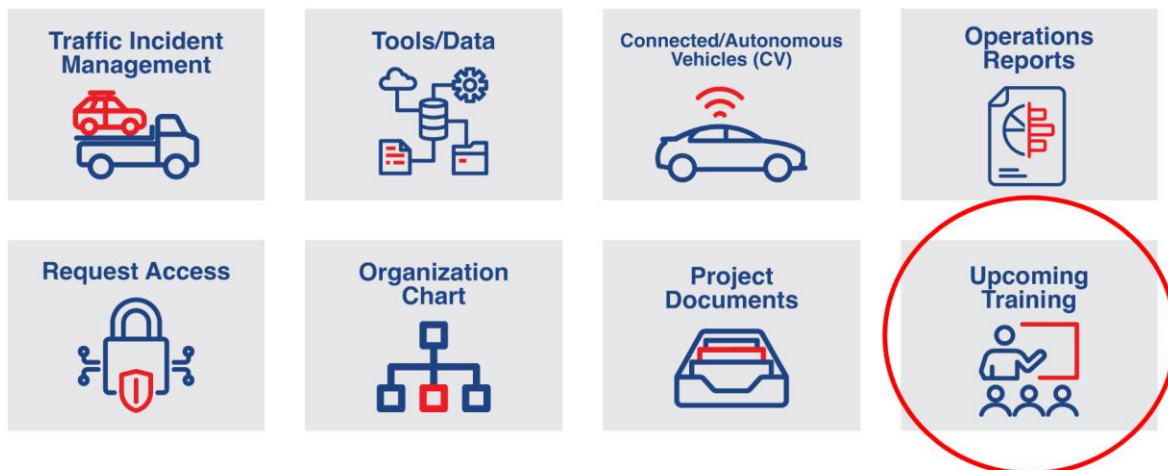 Traffic Incident
Management
Tools/Data
Connected/Autonomous
Vehicles (CV)
Operations
Reports
Request Access
Organization
Chart
Project
Documents
Upcoming
Training